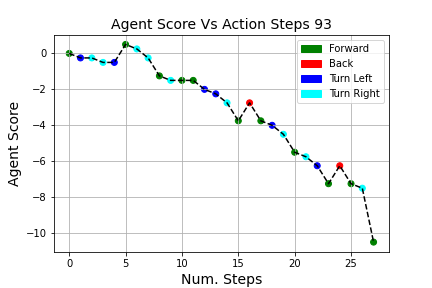 Agent Score Vs Action Steps 93
Forward
Back
Turn Left
Turn Right
0
−2
−4
−6
−8
−10
Agent Score
0 5 10 15 20 25
Num. Steps